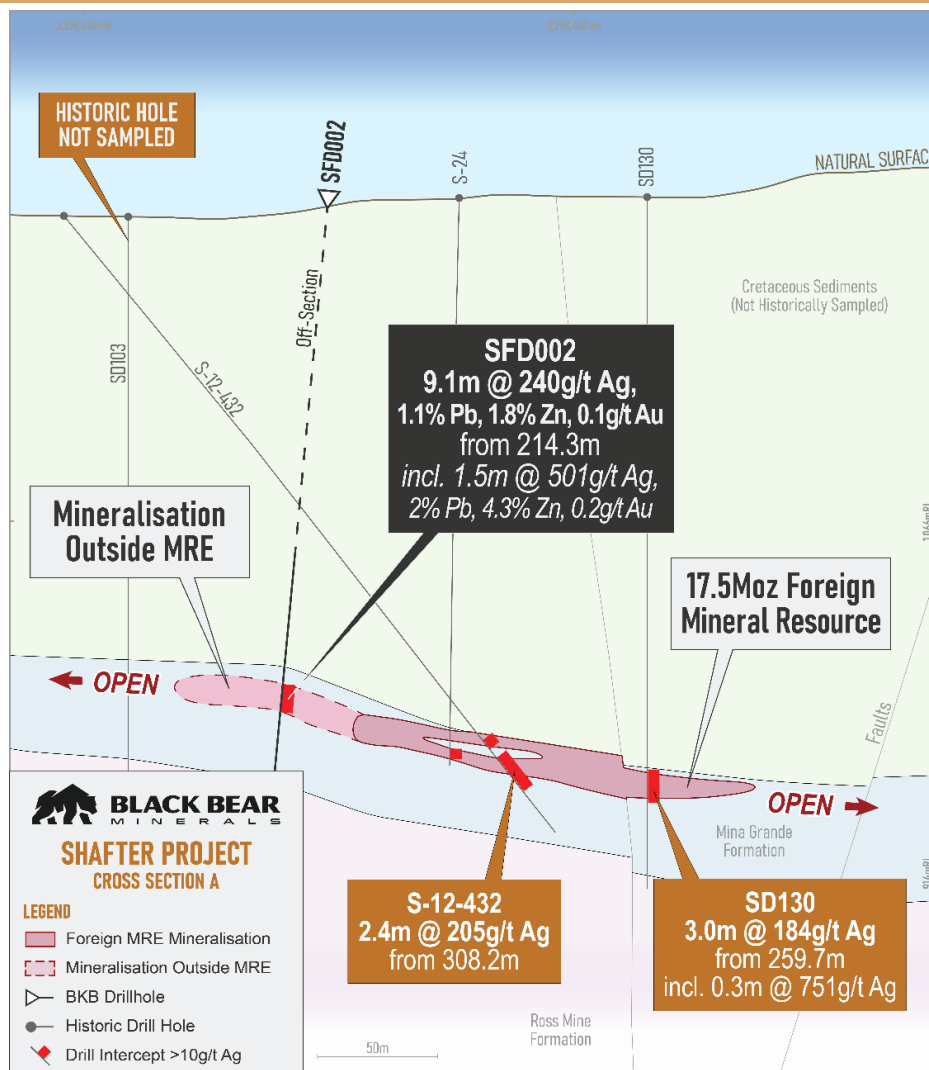 HISTORIC HOLE
NOT SAMPLED
SFD002
S-24
SD130
NATURAL SURFAC
Off-Section
Cretaceous Sediments
(Not Historically Sampled)
SD103
S-12-432
SFD002
9.1m @ 240g/t Ag,
1.1% Pb, 1.8% Zn, 0.1g/t Au
from 214.3m
incl. 1.5m @ 501g/t Ag,
2% Pb, 4.3% Zn, 0.2g/t Au
Mineralisation
Outside MRE
17.5Moz Foreign
Mineral Resource
OPEN
Faults
OPEN
Mina Grande
Formation
BLACK BEAR
MINERALS
SHAFTER PROJECT
CROSS SECTION A
LEGEND
Foreign MRE Mineralisation
Mineralisation Outside MRE
BKB Drillhole
Historic Drill Hole
Drill Intercept >10g/t Ag
S-12-432
2.4m @ 205g/t Ag
from 308.2m
SD130
3.0m @ 184g/t Ag
from 259.7m
incl. 0.3m @ 751g/t Ag
Ross Mine
Formation
50m